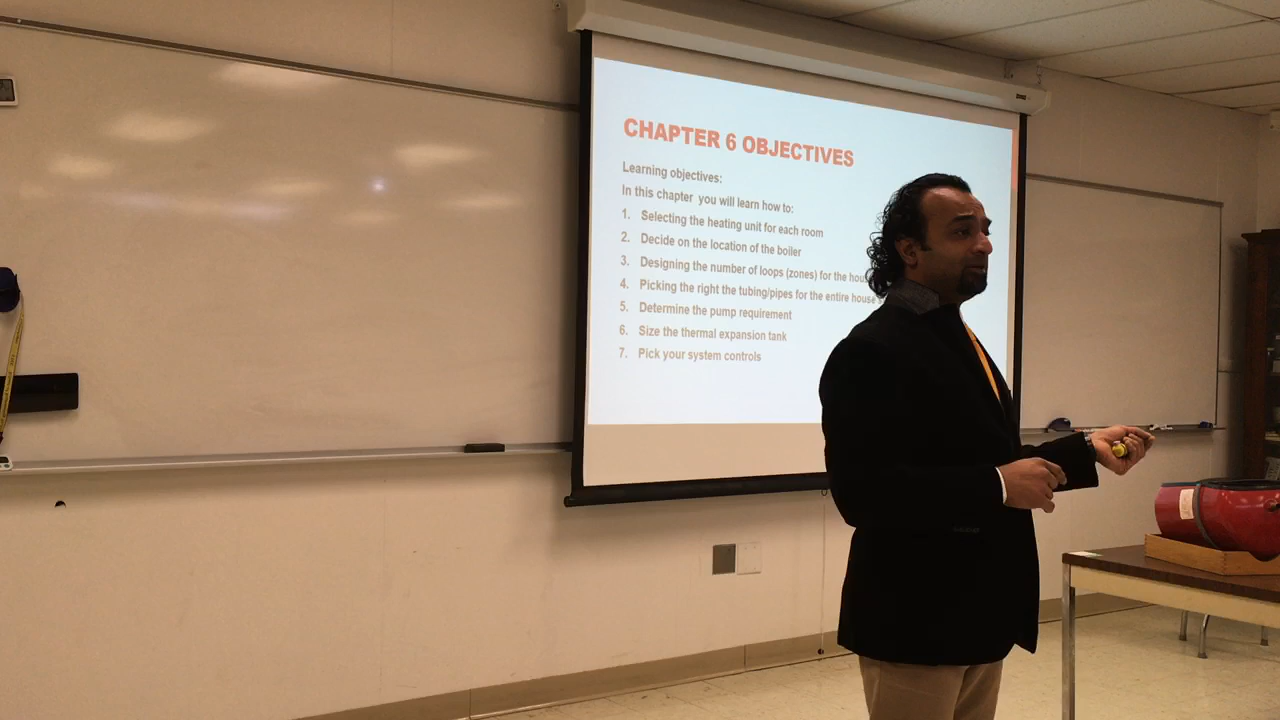 CHAPTER 6 OBJECTIVES
Learning objectives:
In this chapter you will learn how to:
1. Selecting the heating unit for each room
2. Decide on the location of the boiler
3. Designing the number of loops (zones) for the
4. Picking the right the tubing/pipes for the entire house's
5. Determine the pump requirement
6. Size the thermal expansion tank
7. Pick your system controls